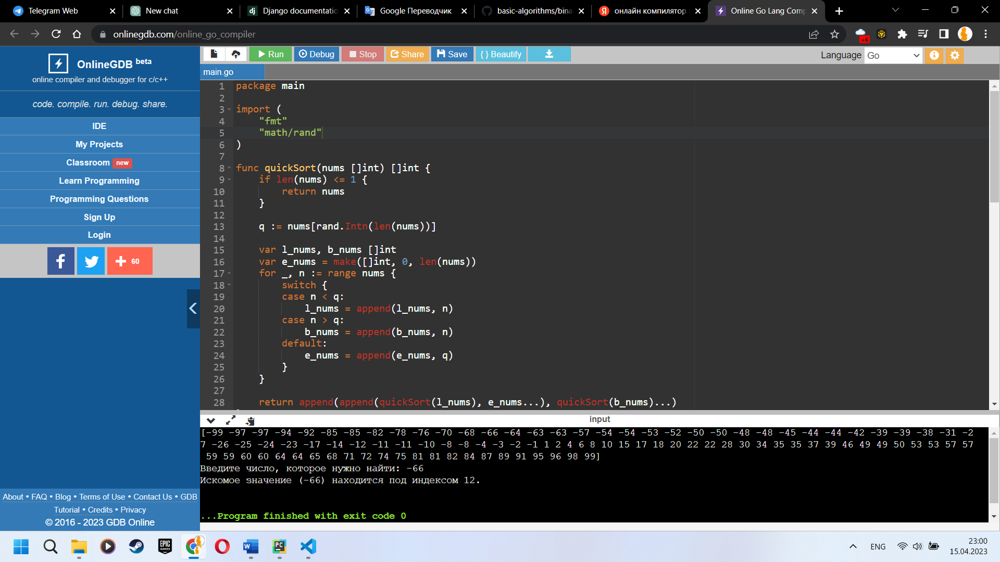 Telegram Web
New chat
Django documentatio
Google Переводчик
basic-algorithms/bina
онлайн компилятор
Online Go Lang Comp
onlinegdb.com/online_go_compiler
+6
OnlineGDB beta
online compiler and debugger for c/c++
code. compile. run. debug. share.
IDE
My Projects
Classroom new
Learn Programming
Programming Questions
Sign Up
Login
f
+ 60
About • FAQ • Blog • Terms of Use • Contact Us • GDB
Tutorial • Credits • Privacy
© 2016 - 2023 GDB Online
Run
Debug
Stop
Share
Save
{ } Beautify
Language Go
main.go
1 package main
2
3 import (
4 "fmt"
5 "math/rand"
6 )
7
8 func quickSort(nums []int) []int {
9 if len(nums) <= 1 {
10 return nums
11 }
12
13 q := nums[rand.Intn(len(nums))]
14
15 var l_nums, b_nums []int
16 var e_nums = make([]int, 0, len(nums))
17 for _, n := range nums {
18 switch {
19 case n < q:
20 l_nums = append(l_nums, n)
21 case n > q:
22 b_nums = append(b_nums, n)
23 default:
24 e_nums = append(e_nums, q)
25 }
26 }
27
28 return append(append(quickSort(l_nums), e_nums...), quickSort(b_nums)...)
input
[-99 -97 -97 -94 -92 -85 -85 -82 -78 -76 -70 -68 -66 -64 -63 -63 -57 -54 -54 -53 -52 -50 -50 -48 -48 -45 -44 -44 -42 -39 -39 -38 -31 -2
7 -26 -25 -24 -23 -17 -14 -12 -11 -11 -10 -8 -8 -4 -3 -2 -1 1 2 4 6 8 10 15 17 18 20 22 22 28 30 34 35 35 37 39 46 49 49 50 53 53 57 57
59 59 60 60 64 64 65 68 71 72 74 75 81 81 82 84 87 89 91 95 96 98 99]
Введите число, которое нужно найти: -66
Искомое значение (-66) находится под индексом 12.
...Program finished with exit code 0
EPIC GAMES
W
PC
ENG
23:00
15.04.2023